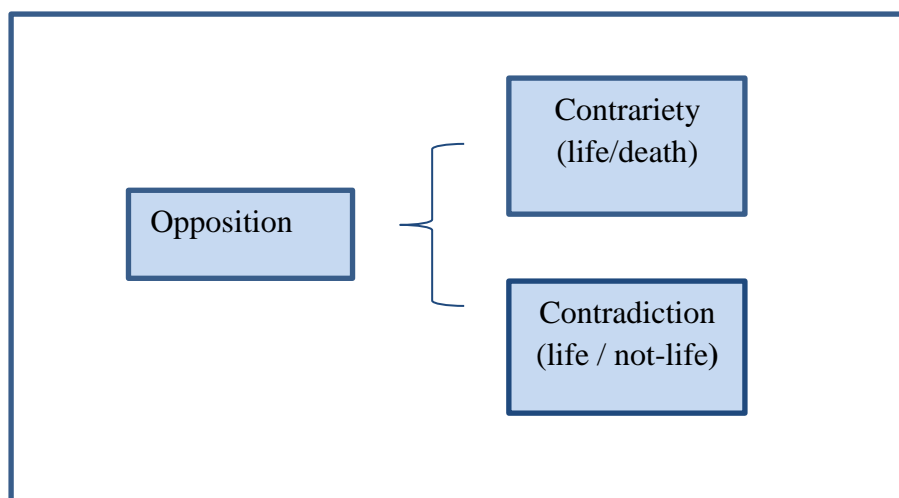 Opposition
Contrariety
(life/death)
Contradiction
(life / not-life)